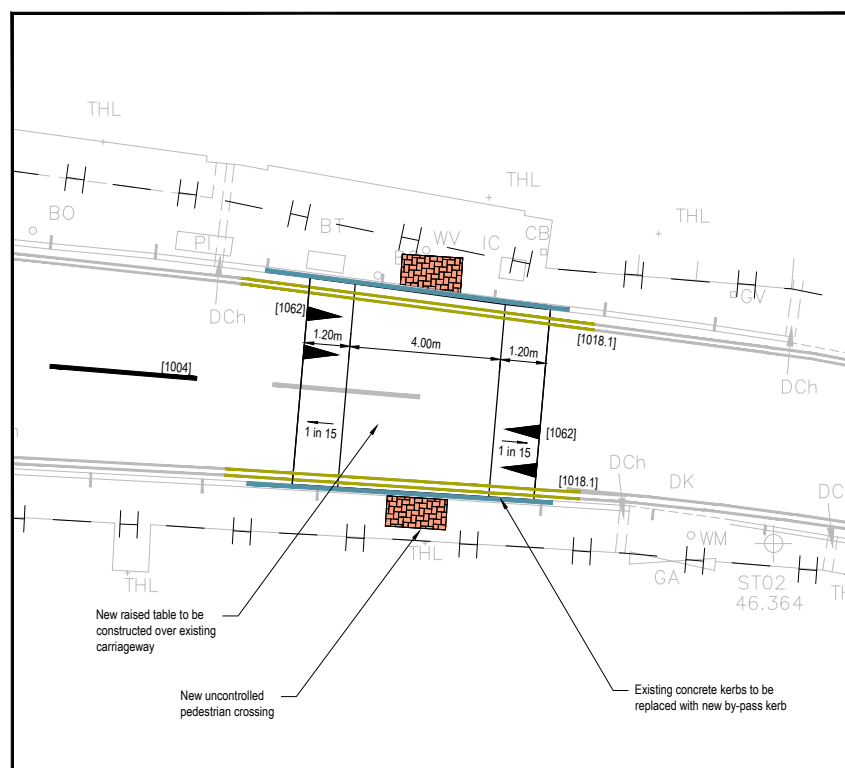 THL
THL
THL
BO
BT
WV
IC
CB
PI
GV
DCh
[1062]
[1018.1]
1.20m
4.00m
1.20m
[1004]
DCh
1 in 15
1 in 15
[1062]
[1018.1]
DCh
DK
WM
THL
THL
GA
ST02
46.364
New raised table to be
constructed over existing
carriageway
New uncontrolled
pedestrian crossing
Existing concrete kerbs to be
replaced with new by-pass kerb